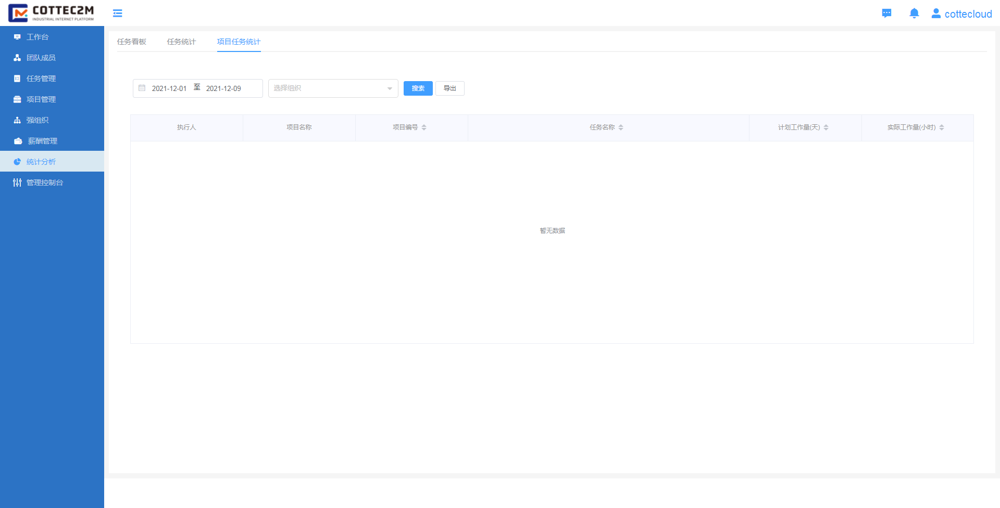 COTTEC2M
INDUSTRIAL INTERNET PLATFORM
cottecloud
工作台
团队成员
任务管理
项目管理
强组织
薪酬管理
统计分析
管理控制台
任务看板 任务统计 项目任务统计
2021-12-01 至 2021-12-09 选择组织 搜索 导出
执行人 项目名称 项目编号 任务名称 计划工作量(天) 实际工作量(小时)
暂无数据